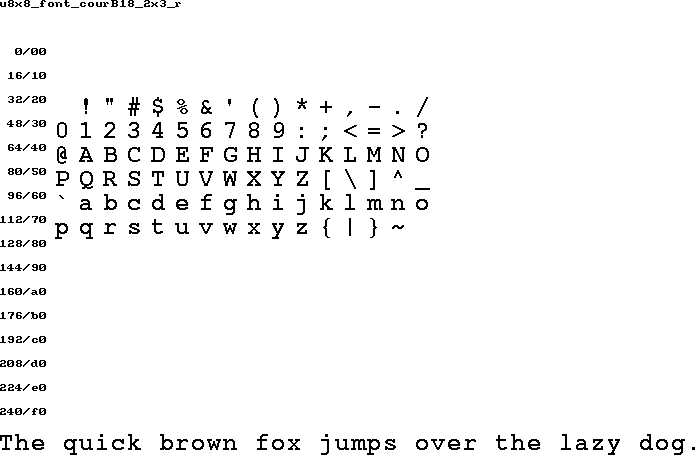 u8x8_font_courB18_2x3_r
0/00
16/10
32/20 ! " # $ % & ' ( ) * + , - . /
48/30 0 1 2 3 4 5 6 7 8 9 : ; < = > ?
64/40 @ A B C D E F G H I J K L M N O
80/50 P Q R S T U V W X Y Z [ \ ] ^ _
96/60 ` a b c d e f g h i j k l m n o
112/70 p q r s t u v w x y z { | } ~
128/80
144/90
160/a0
176/b0
192/c0
208/d0
224/e0
240/f0
The quick brown fox jumps over the lazy dog.